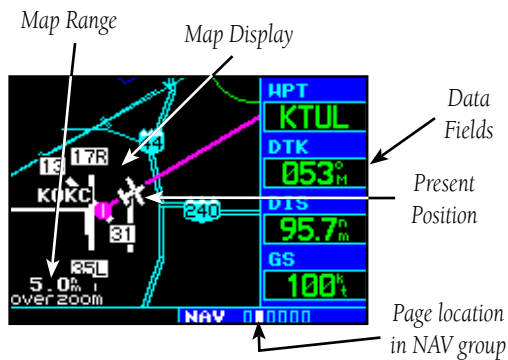 Map Range
Map Display
WPT
KTUL
Data
Fields
DTK
053°M
44
17R
13
KOKC
Present
Position
DIS
95.7nm
240
31
GS
100kt
35L
5.0nm
overzoom
NAV
Page location
in NAV group